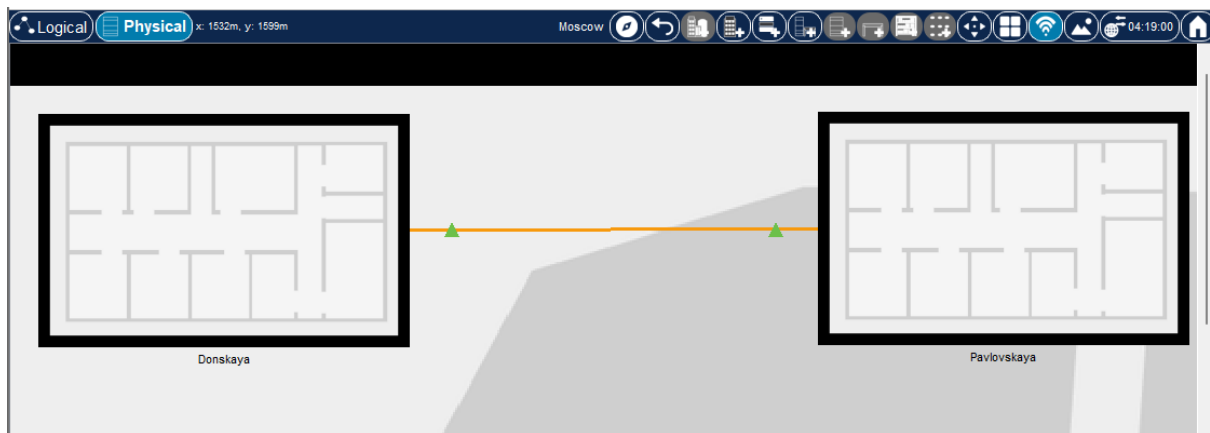 Logical Physical x: 1532m, y: 1599m Moscow 04:19:00
Donskaya Pavlovskaya